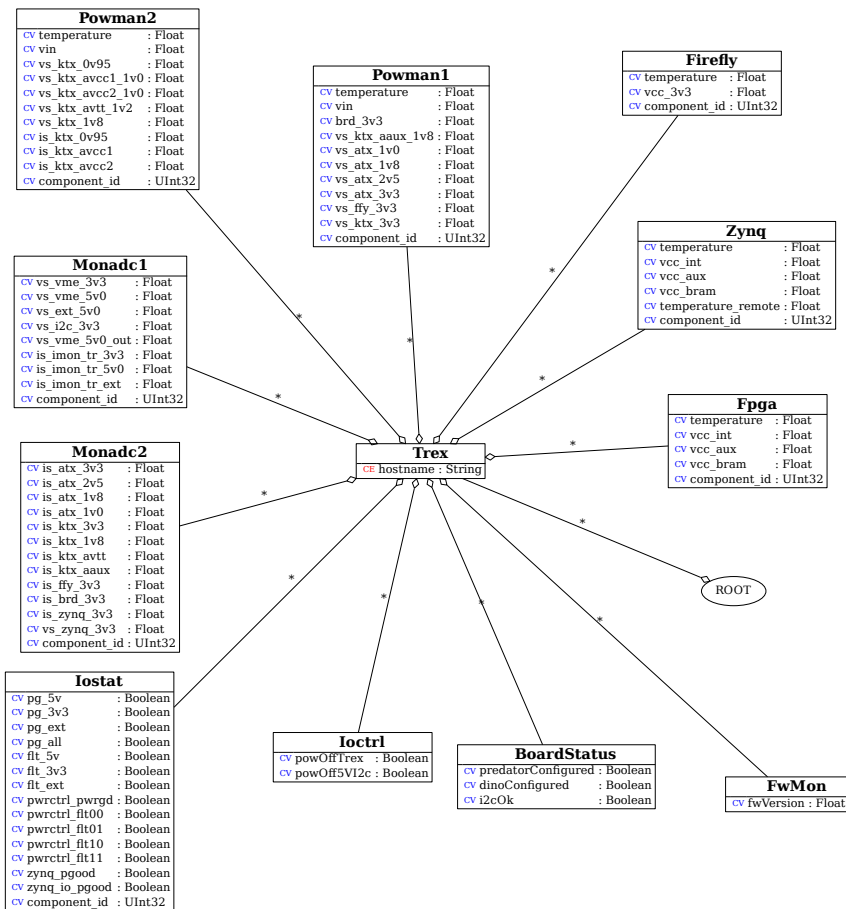 Powman2
CV temperature : Float
CV vin : Float
CV vs_ktx_0v95 : Float
CV vs_ktx_avcc1_1v0 : Float
CV vs_ktx_avcc2_1v0 : Float
CV vs_ktx_avtt_1v2 : Float
CV vs_ktx_1v8 : Float
CV is_ktx_0v95 : Float
CV is_ktx_avcc1 : Float
CV is_ktx_avcc2 : Float
CV component_id : UInt32
Powman1
CV temperature : Float
CV vin : Float
CV brd_3v3 : Float
CV vs_ktx_aaux_1v8 : Float
CV vs_atx_1v0 : Float
CV vs_atx_1v8 : Float
CV vs_atx_2v5 : Float
CV vs_atx_3v3 : Float
CV vs_ffy_3v3 : Float
CV vs_ktx_3v3 : Float
CV component_id : UInt32
Firefly
CV temperature : Float
CV vcc_3v3 : Float
CV component_id : UInt32
Zynq
CV temperature : Float
CV vcc_int : Float
CV vcc_aux : Float
CV vcc_bram : Float
CV temperature_remote : Float
CV component_id : UInt32
Monadc1
CV vs_vme_3v3 : Float
CV vs_vme_5v0 : Float
CV vs_ext_5v0 : Float
CV vs_i2c_3v3 : Float
CV vs_vme_5v0_out : Float
CV is_imon_tr_3v3 : Float
CV is_imon_tr_5v0 : Float
CV is_imon_tr_ext : Float
CV component_id : UInt32
*
*
*
*
*
Fpga
CV temperature : Float
CV vcc_int : Float
CV vcc_aux : Float
CV vcc_bram : Float
CV component_id : UInt32
Trex
CE hostname : String
*
Monadc2
CV is_atx_3v3 : Float
CV is_atx_2v5 : Float
CV is_atx_1v8 : Float
CV is_atx_1v0 : Float
CV is_ktx_3v3 : Float
CV is_ktx_1v8 : Float
CV is_ktx_avtt : Float
CV is_ktx_aaux : Float
CV is_ffy_3v3 : Float
CV is_brd_3v3 : Float
CV is_zynq_3v3 : Float
CV vs_zynq_3v3 : Float
CV component_id : UInt32
*
*
ROOT
*
*
*
*
Iostat
CV pg_5v : Boolean
CV pg_3v3 : Boolean
CV pg_ext : Boolean
CV pg_all : Boolean
CV flt_5v : Boolean
CV flt_3v3 : Boolean
CV flt_ext : Boolean
CV pwrctrl_pwrgd : Boolean
CV pwrctrl_flt00 : Boolean
CV pwrctrl_flt01 : Boolean
CV pwrctrl_flt10 : Boolean
CV pwrctrl_flt11 : Boolean
CV zynq_pgood : Boolean
CV zynq_io_pgood : Boolean
CV component_id : UInt32
Ioctrl
CV powOffTrex : Boolean
CV powOff5VI2c : Boolean
BoardStatus
CV predatorConfigured : Boolean
CV dinoConfigured : Boolean
CV i2cOk : Boolean
FwMon
CV fwVersion : Float